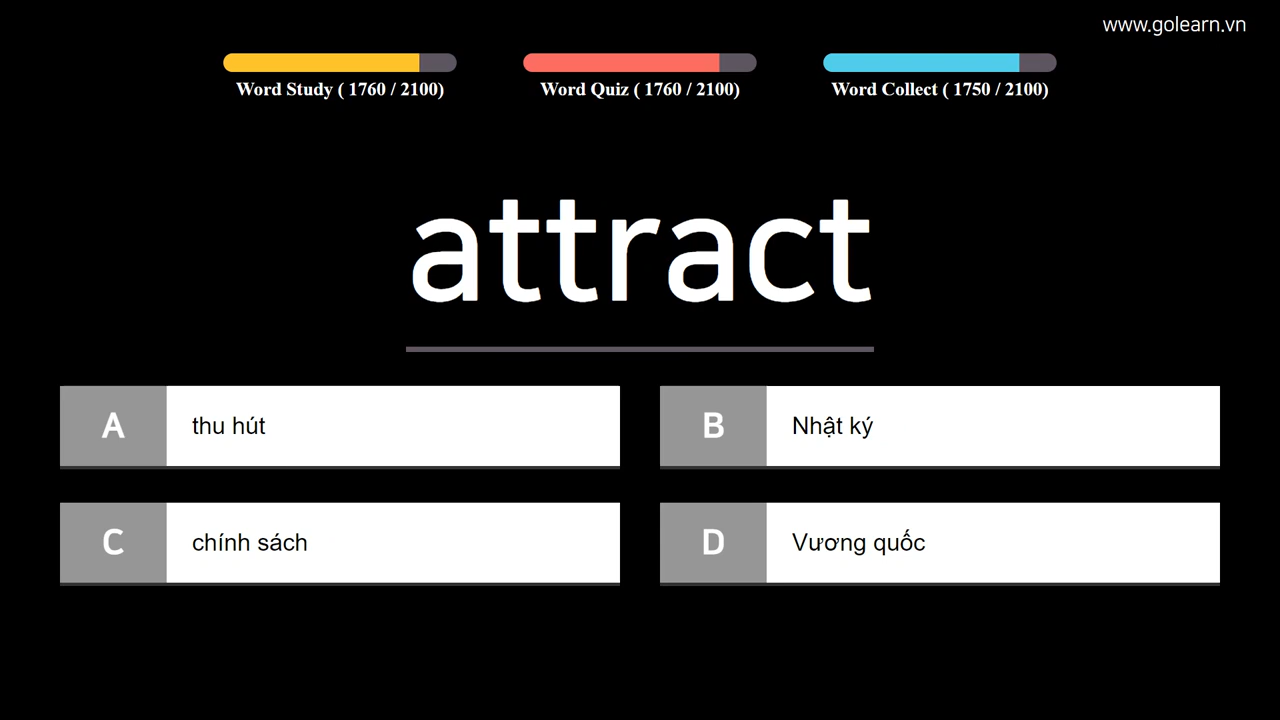 www.golearn.vn
Word Study ( 1760 / 2100)
Word Quiz ( 1760 / 2100)
Word Collect ( 1750 / 2100)
attract
A thu hút
B Nhật ký
C chính sách
D Vương quốc